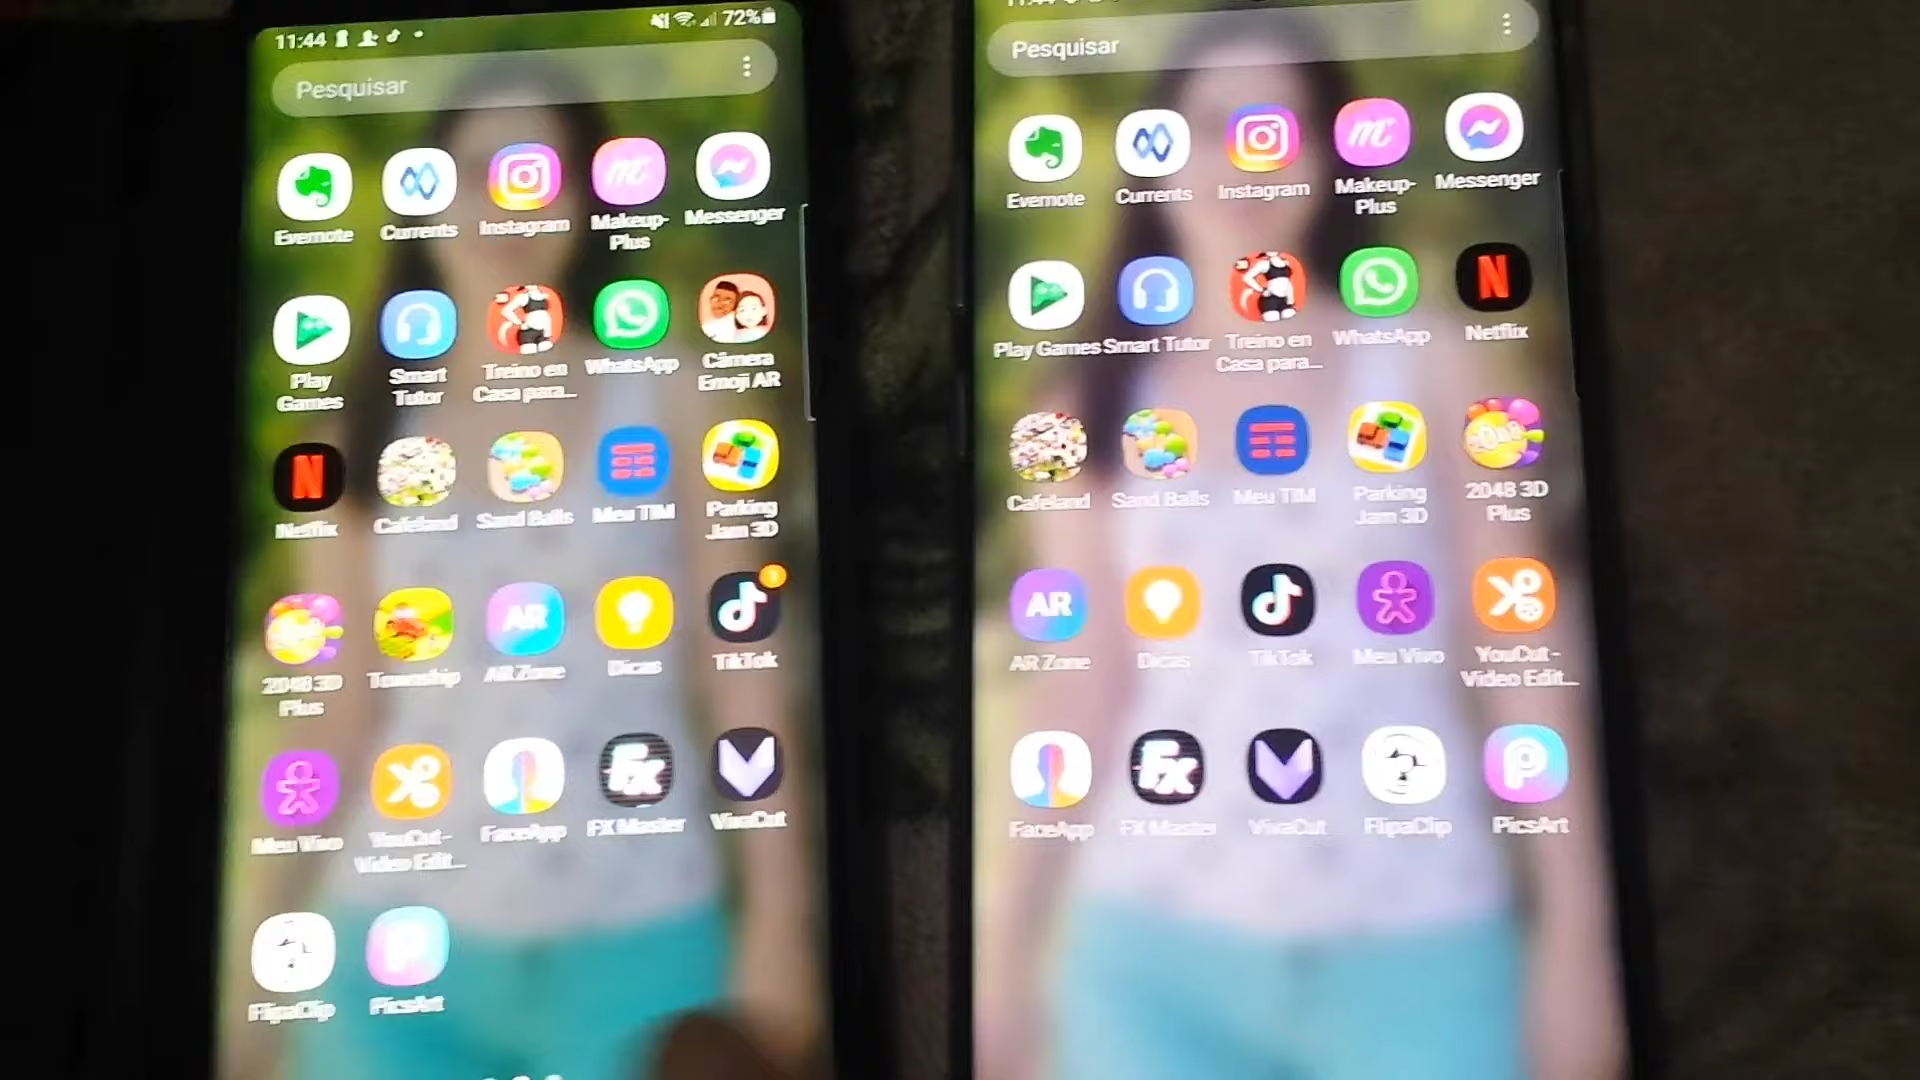 11:44
72%
Pesquisar
Evernote
Currents
Instagram
Makeup-
Plus
Messenger
Play
Games
Smart
Tutor
Treino en
Casa para...
WhatsApp
Câmera
Emoji AR
Netflix
Cafeland
Sand Balls
Meu TIM
Parking
Jam 3D
2048 3D
Plus
Township
AR
AR Zone
Dicas
TikTok
Meu Vivo
YouCut -
Video Edit...
FaceApp
Fx
FX Master
VivaCut
FlipaClip
PicsArt
Pesquisar
Evernote
Currents
Instagram
Makeup-
Plus
Messenger
Play Games
Smart Tutor
Treino en
Casa para...
WhatsApp
Netflix
Cafeland
Sand Balls
Meu TIM
Parking
Jam 3D
2048 3D
Plus
AR
AR Zone
Dicas
TikTok
Meu Vivo
YouCut -
Video Edit...
FaceApp
Fx
FX Master
VivaCut
FlipaClip
PicsArt